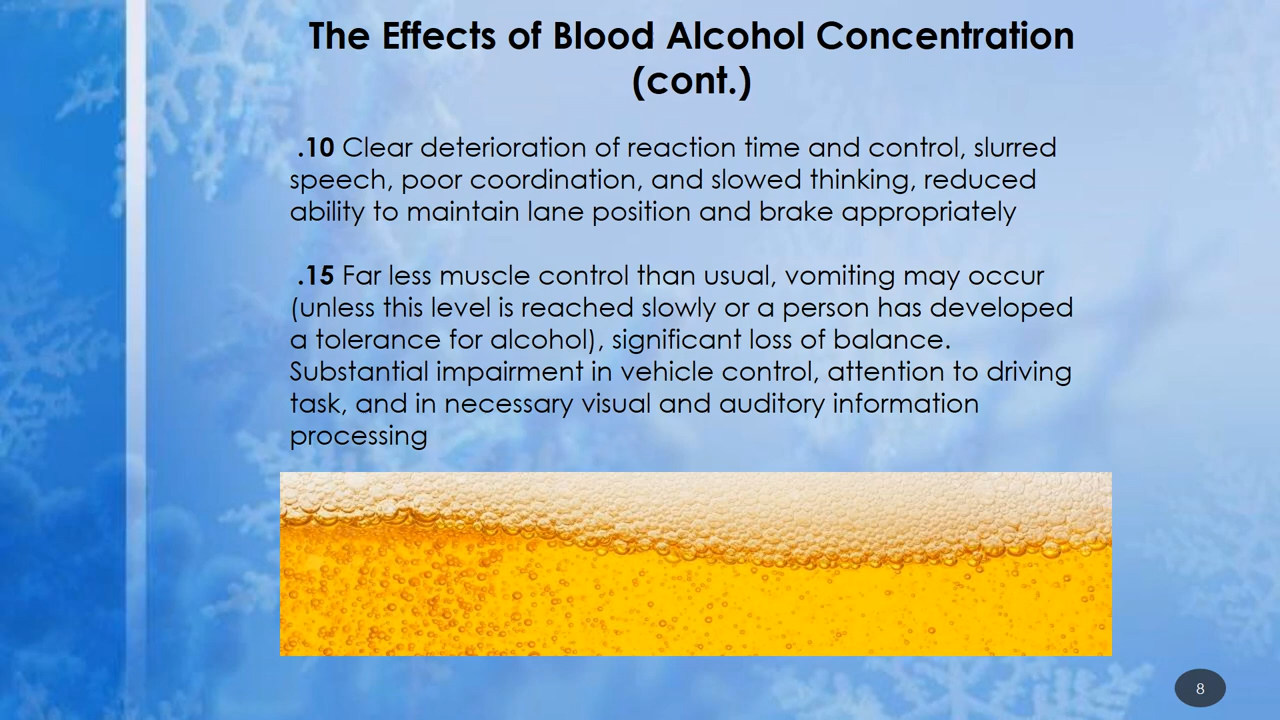 The Effects of Blood Alcohol Concentration
(cont.)
.10 Clear deterioration of reaction time and control, slurred
speech, poor coordination, and slowed thinking, reduced
ability to maintain lane position and brake appropriately
.15 Far less muscle control than usual, vomiting may occur
(unless this level is reached slowly or a person has developed
a tolerance for alcohol), significant loss of balance.
Substantial impairment in vehicle control, attention to driving
task, and in necessary visual and auditory information
processing
8